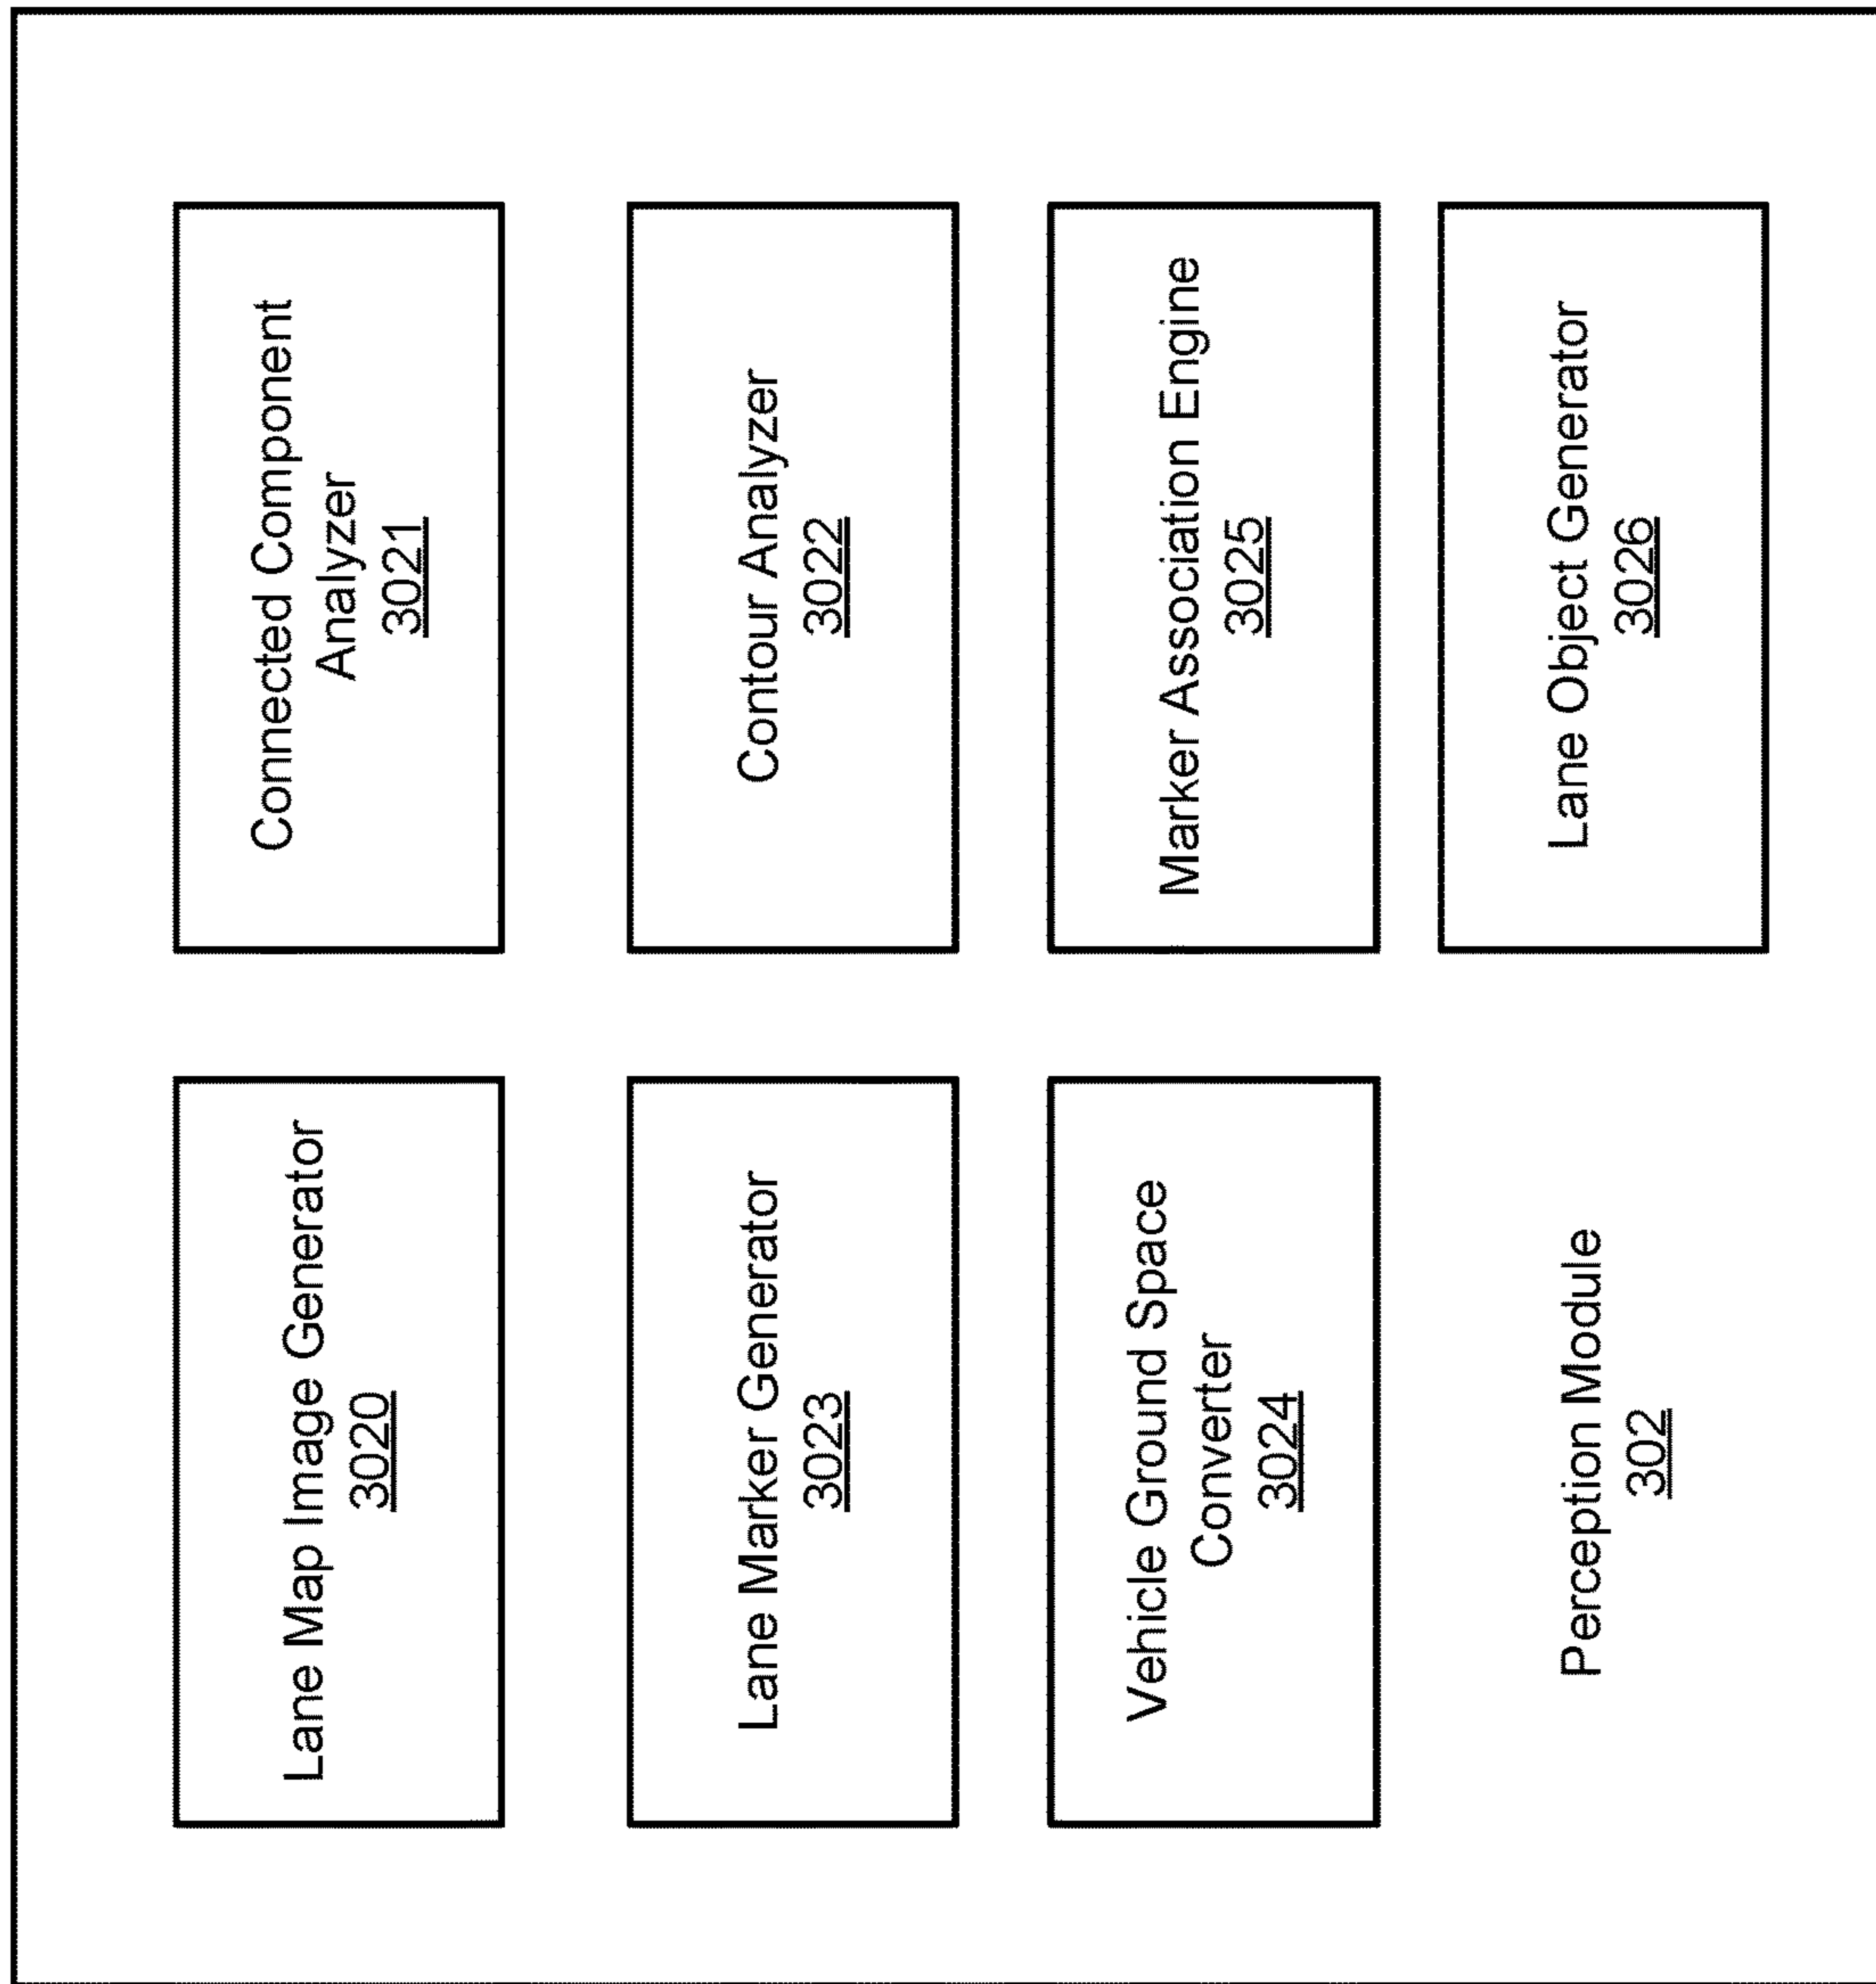 Lane Map Image Generator
3020
Connected Component
Analyzer
3021
Lane Marker Generator
3023
Contour Analyzer
3022
Vehicle Ground Space
Converter
3024
Marker Association Engine
3025
Perception Module
302
Lane Object Generator
3026